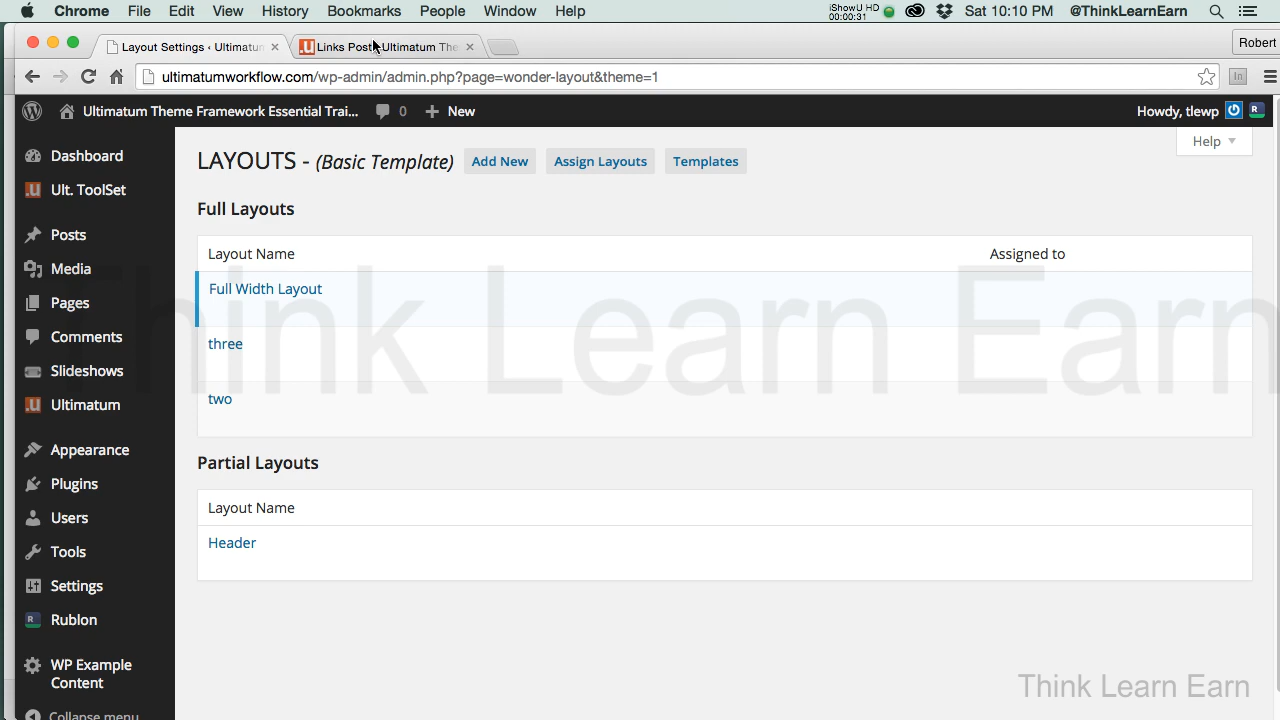 Chrome File Edit View History Bookmarks People Window Help iShowU HD 00:00:31 Sat 10:10 PM @ThinkLearnEarn
Layout Settings ‹ Ultimatum
Links Post
Ultimatum The
Robert
ultimatumworkflow.com/wp-admin/admin.php?page=wonder-layout&theme=1
Ultimatum Theme Framework Essential Trai... 0 New Howdy, tlewp
Help
LAYOUTS - (Basic Template) Add New Assign Layouts Templates
Dashboard
Ult. ToolSet
Posts
Media
Pages
Comments
Slideshows
Ultimatum
Appearance
Plugins
Users
Tools
Settings
Rublon
WP Example
Content
Collapse menu
Full Layouts
Layout Name Assigned to
Full Width Layout
three
two
Partial Layouts
Layout Name
Header
Think Learn Earn
Think Learn Earn